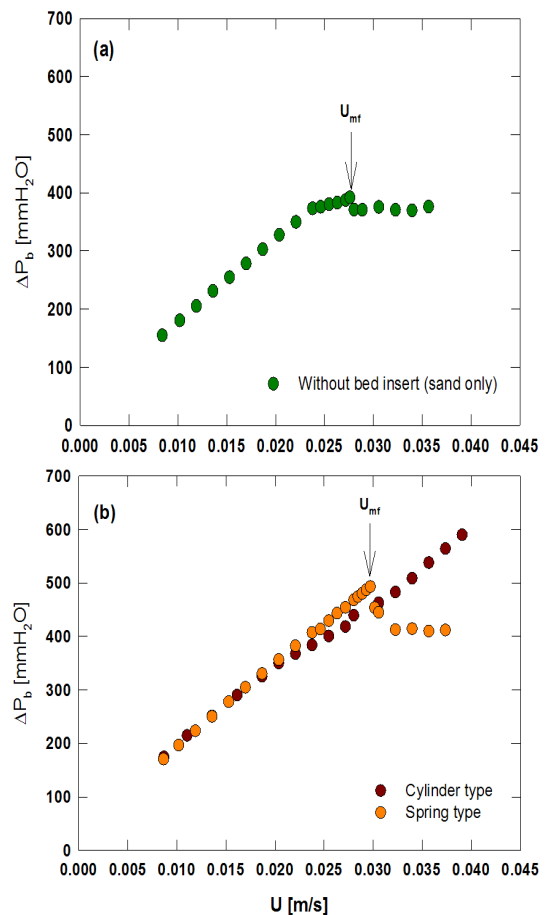 700
(a)
600
U_mf
500
400
ΔP_b [mmH₂O]
300
200
100
Without bed insert (sand only)
0
0.000 0.005 0.010 0.015 0.020 0.025 0.030 0.035 0.040 0.045
700
(b)
U_mf
600
500
400
ΔP_b [mmH₂O]
300
200
100
Cylinder type
Spring type
0
0.000 0.005 0.010 0.015 0.020 0.025 0.030 0.035 0.040 0.045
U [m/s]